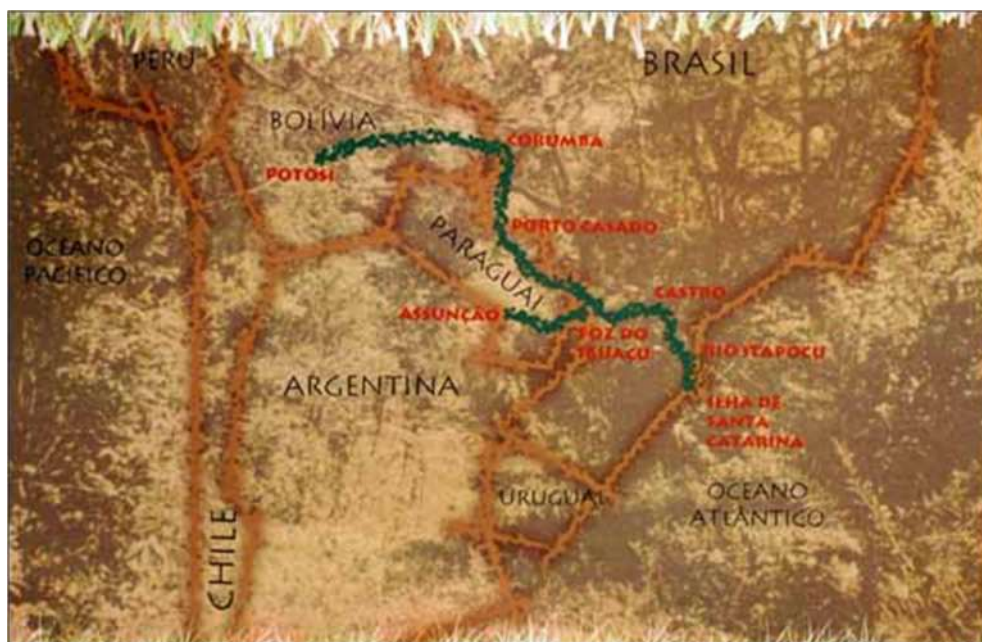 PERU
BRASIL
BOLÍVIA
CORUMBA
POTOSI
PORTO CASADO
OCEANO
PACIFICO
PARAGUAI
CASTRO
ASSUNÇÃO
FOZ DO
IGUAÇU
RIO ITAPOCU
ARGENTINA
ILHA DE
SANTA
CATARINA
URUGUAI
OCEANO
ATLÂNTICO
CHILE